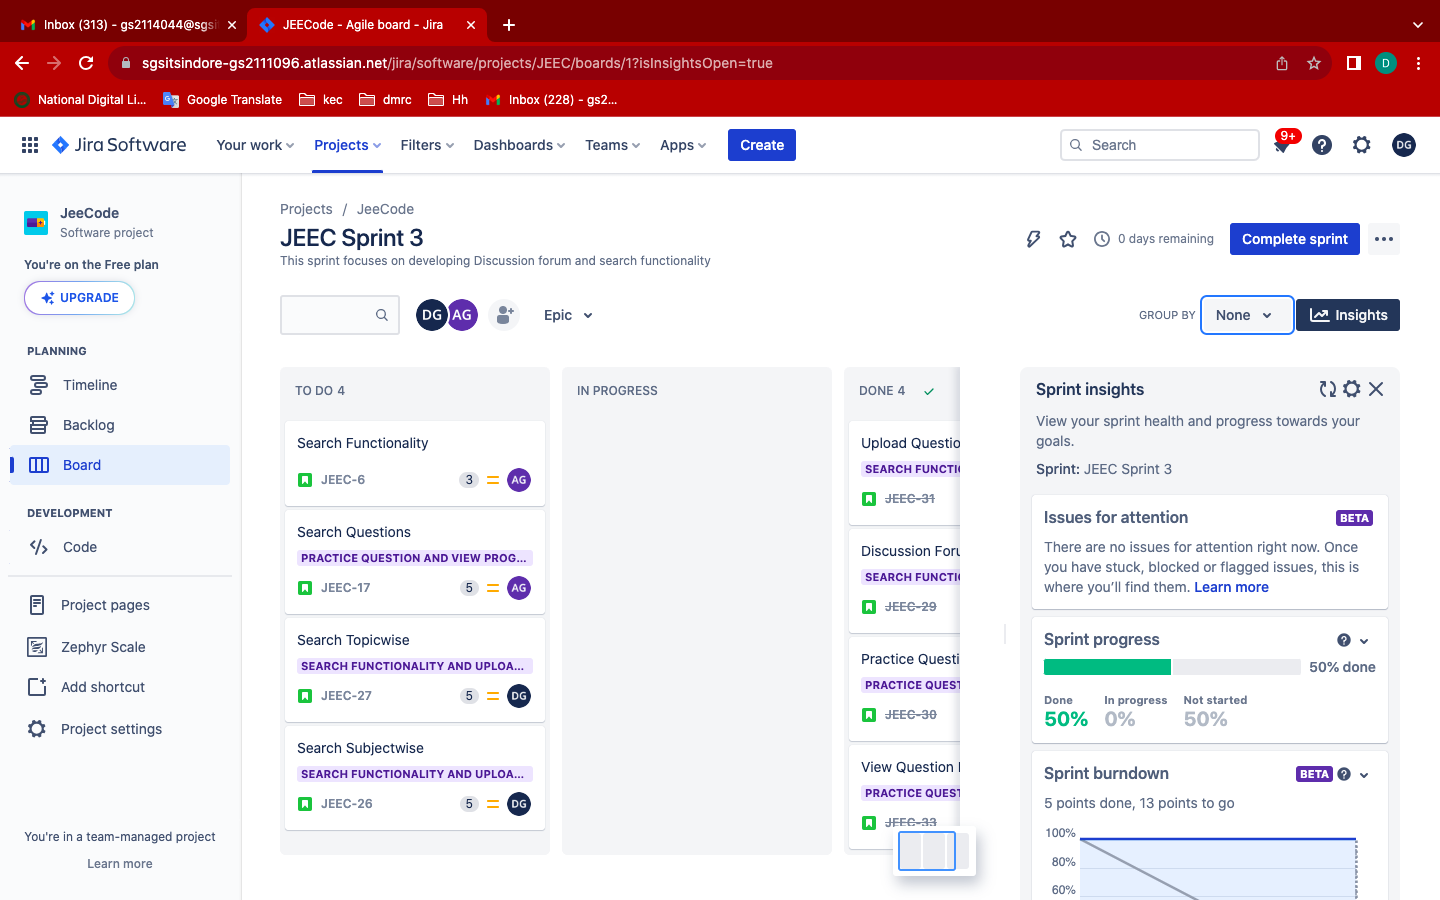 Inbox (313) - gs2114044@sgsi
JEECode - Agile board - Jira
sgsitsindore-gs2111096.atlassian.net/jira/software/projects/JEEC/boards/1?isInsightsOpen=true
D
National Digital Li...
Google Translate
kec
dmrc
Hh
Inbox (228) - gs2...
Jira Software
Your work
Projects
Filters
Dashboards
Teams
Apps
Create
Search
9+
DG
JeeCode
Software project
You're on the Free plan
UPGRADE
PLANNING
Timeline
Backlog
Board
DEVELOPMENT
Code
Project pages
Zephyr Scale
Add shortcut
Project settings
You're in a team-managed project
Learn more
Projects / JeeCode
JEEC Sprint 3
This sprint focuses on developing Discussion forum and search functionality
0 days remaining
Complete sprint
DG
AG
Epic
GROUP BY
None
Insights
TO DO 4
Search Functionality
JEEC-6
3
AG
Search Questions
PRACTICE QUESTION AND VIEW PROG...
JEEC-17
5
AG
Search Topicwise
SEARCH FUNCTIONALITY AND UPLOA...
JEEC-27
5
DG
Search Subjectwise
SEARCH FUNCTIONALITY AND UPLOA...
JEEC-26
5
DG
IN PROGRESS
DONE 4
Upload Questio
SEARCH FUNCTI
JEEC-31
Discussion Foru
SEARCH FUNCTI
JEEC-29
Practice Questi
PRACTICE QUEST
JEEC-30
View Question
PRACTICE QUEST
JEEC-33
Sprint insights
View your sprint health and progress towards your
goals.
Sprint: JEEC Sprint 3
Issues for attention
BETA
There are no issues for attention right now. Once
you have stuck, blocked or flagged issues, this is
where you'll find them. Learn more
Sprint progress
50% done
Done
In progress
Not started
50%
0%
50%
Sprint burndown
BETA
5 points done, 13 points to go
100%
80%
60%